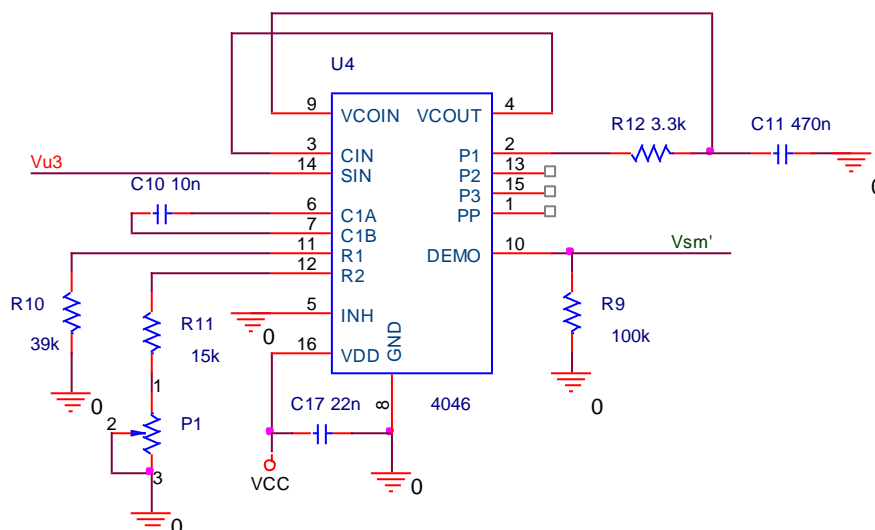 U4
9 VCOIN VCOUT 4
R12 3.3k C11 470n
3 CIN P1 2
Vu3 14 SIN P2 13
0
C10 10n
P3 15
6 C1A PP 1
7 C1B
11 R1 DEMO 10 Vsm'
12 R2
R10 R11 R9
5 INH
0
39k 15k 100k
16 VDD GND
1
C17 22n 8 4046
0 2 P1 0
3 VCC 0
0